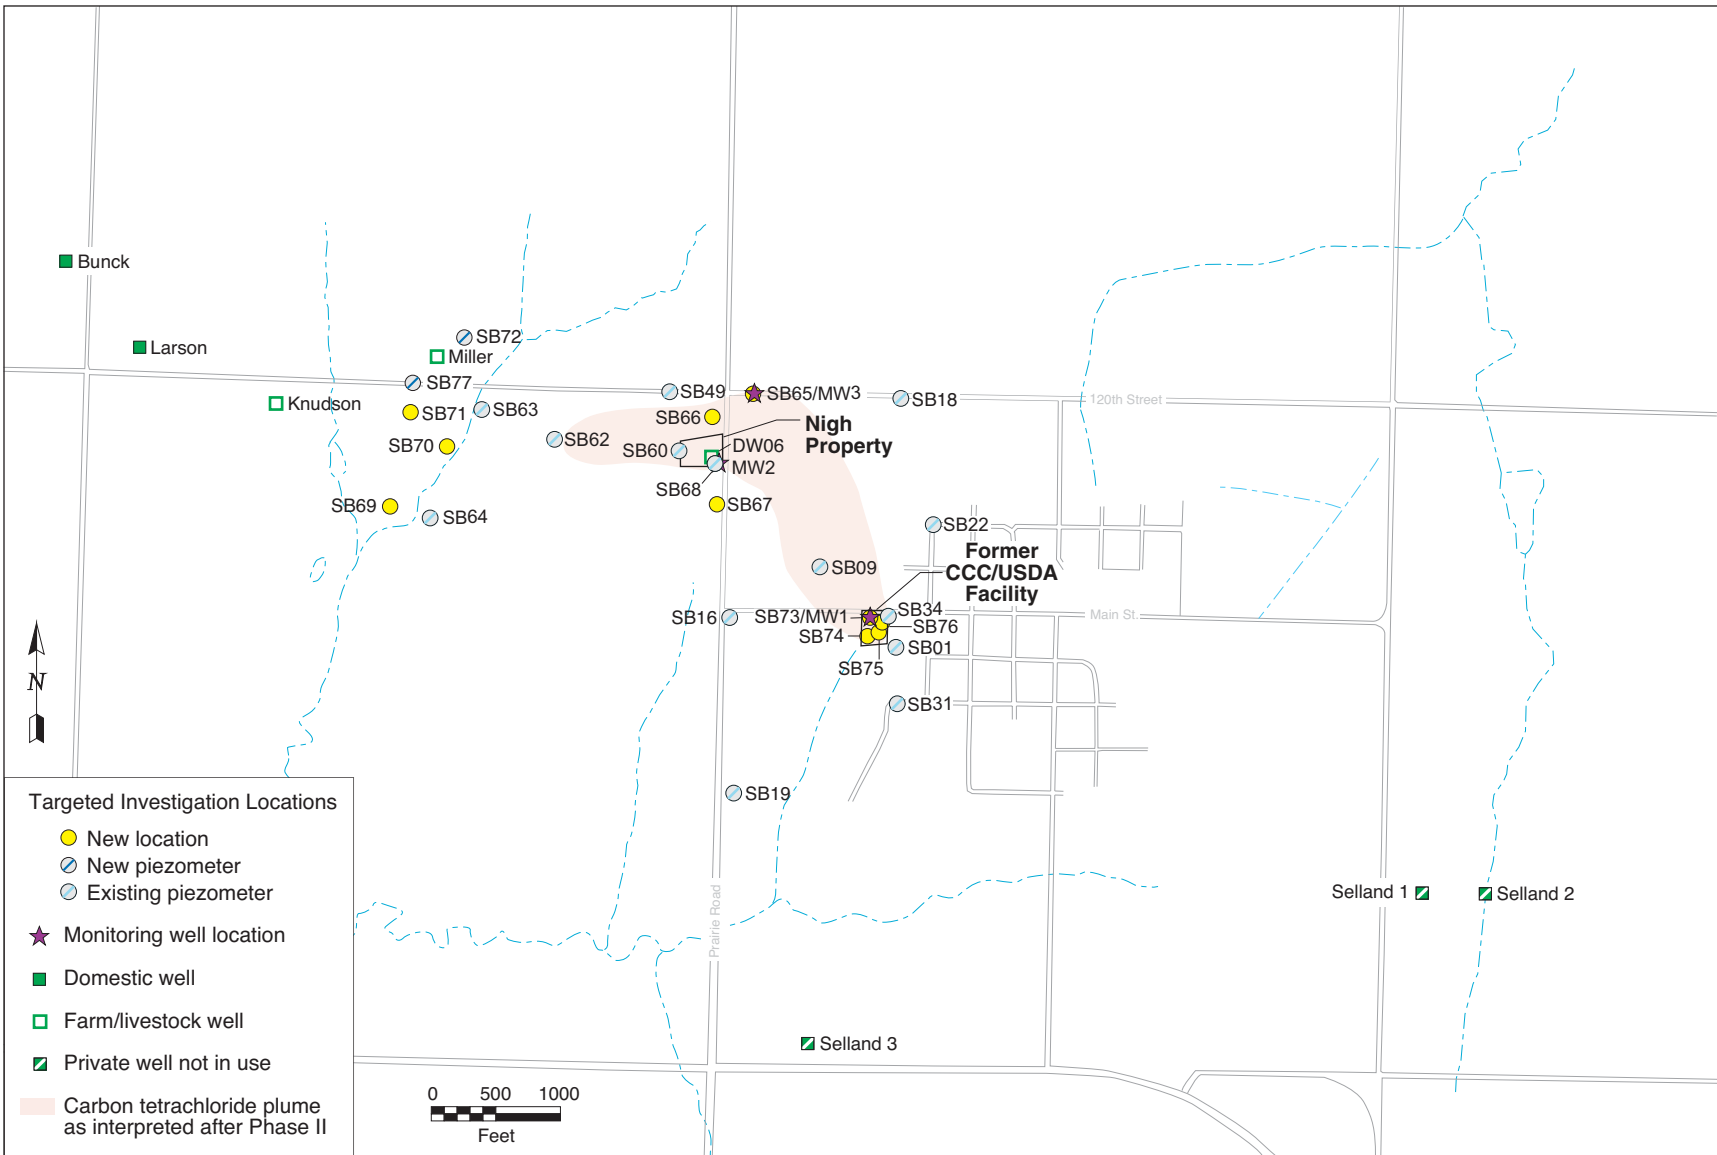 Bunck
Larson
SB72
Miller
SB77
Knudson
SB71
SB63
SB70
SB62
SB69
SB64
SB49
SB65/MW3
SB18
120th Street
SB66
Nigh
Property
SB60
DW06
MW2
SB68
SB67
SB22
SB09
Former
CCC/USDA
Facility
SB16
SB73/MW1
SB34
Main St.
SB74
SB76
SB01
SB75
SB31
SB19
N
Prairie Road
Selland 1
Selland 2
Selland 3
Targeted Investigation Locations
New location
New piezometer
Existing piezometer
Monitoring well location
Domestic well
Farm/livestock well
Private well not in use
Carbon tetrachloride plume
as interpreted after Phase II
0 500 1000
Feet